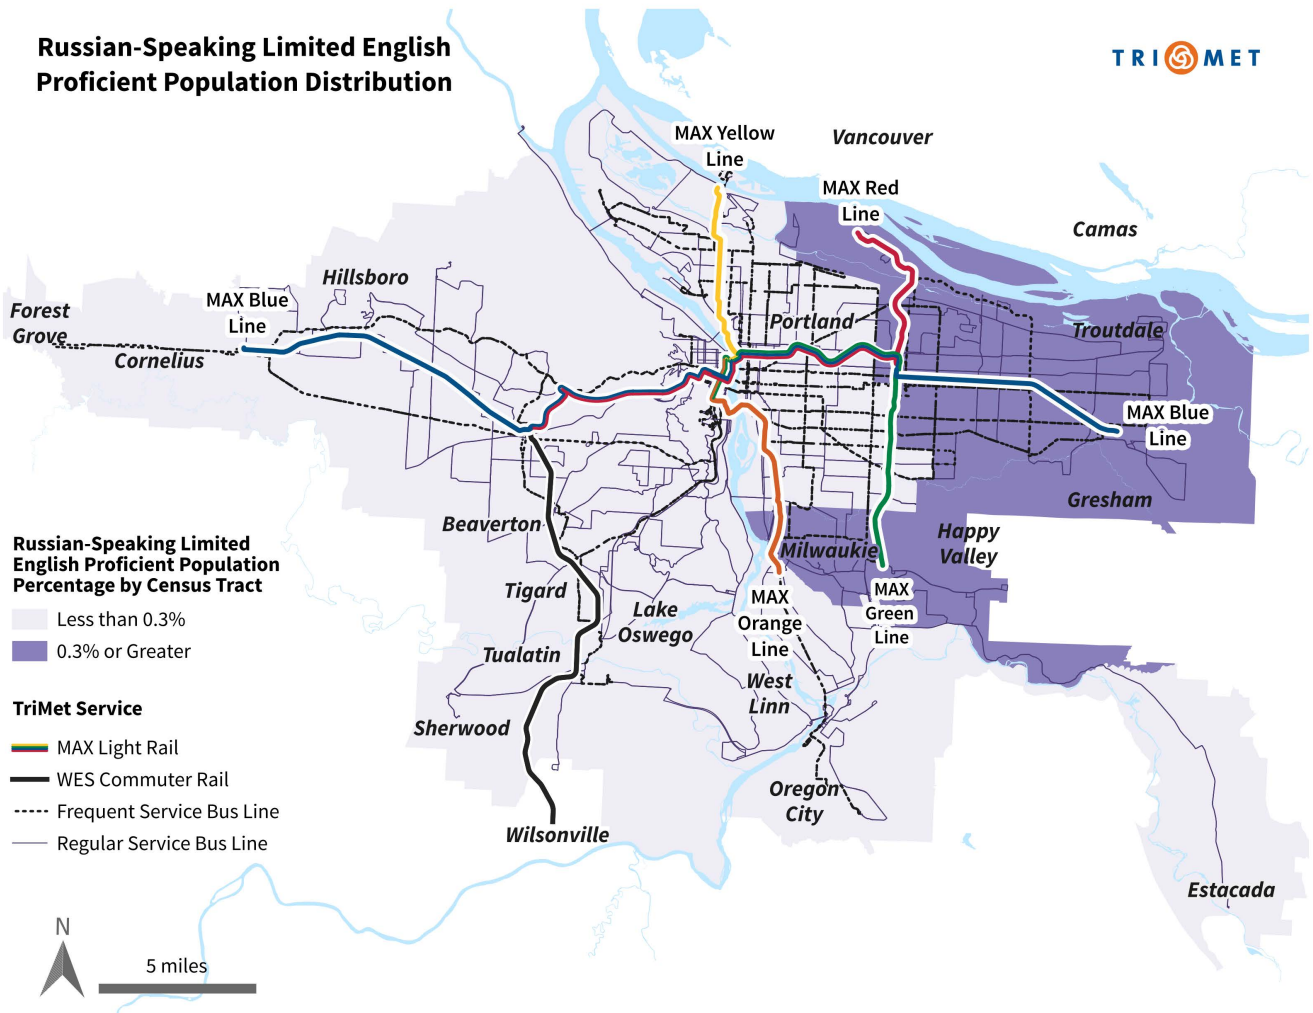 Russian-Speaking Limited English
Proficient Population Distribution
TRI MET
MAX Yellow
Line
Vancouver
MAX Red
Line
Camas
Hillsboro
MAX Blue
Line
Forest
Grove
Cornelius
Portland
Troutdale
MAX Blue
Line
Gresham
Beaverton
Happy
Valley
Milwaukie
Tigard
Lake
Oswego
MAX
Orange
Line
MAX
Green
Line
Tualatin
West
Linn
Sherwood
Oregon
City
Wilsonville
Estacada
Russian-Speaking Limited
English Proficient Population
Percentage by Census Tract
Less than 0.3%
0.3% or Greater
TriMet Service
MAX Light Rail
WES Commuter Rail
Frequent Service Bus Line
Regular Service Bus Line
N
5 miles